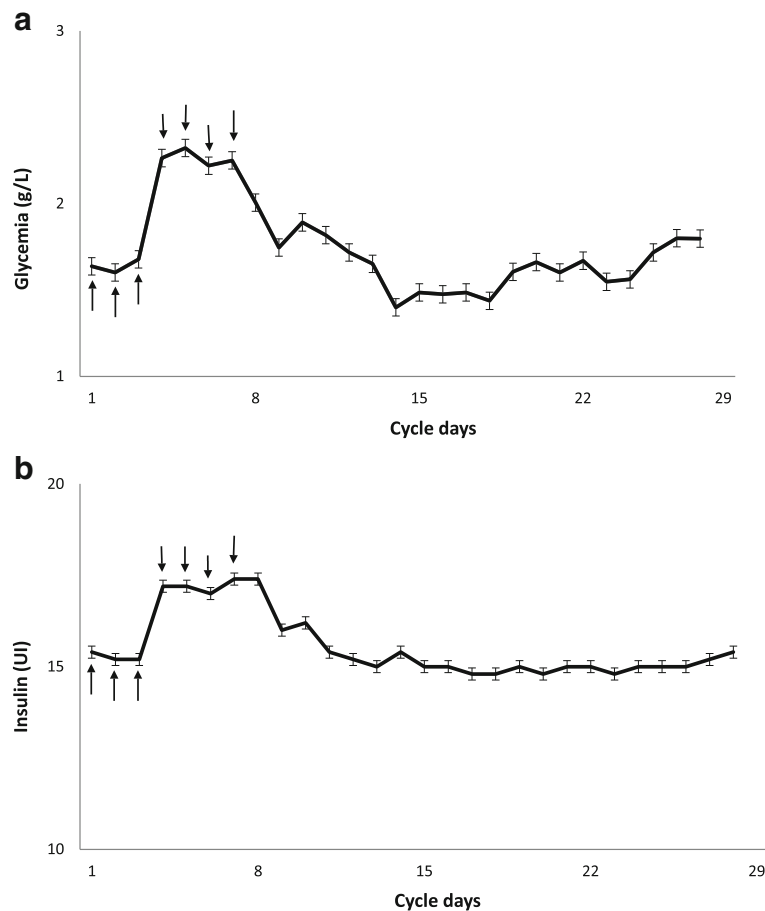 a
3
2
1
Glycemia (g/L)
1 8 15 22 29
Cycle days
b
20
15
10
Insulin (UI)
1 8 15 22 29
Cycle days